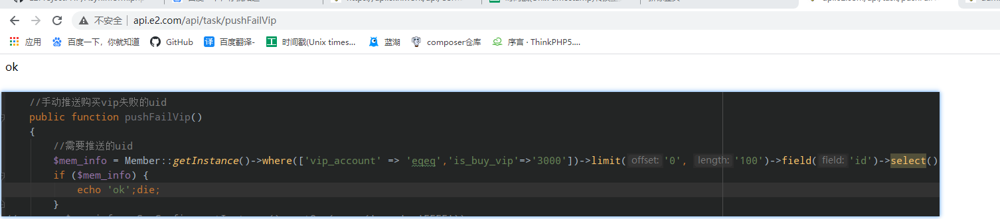 不安全 | api.e2.com/api/task/pushFailVip
应用 百度一下，你就知道 GitHub 百度翻译- 时间戳(Unix times... 蓝湖 composer仓库 序言 · ThinkPHP5....
ok
//手动推送购买vip失败的uid
public function pushFailVip()
{
//需要推送的uid
$mem_info = Member::getInstance()->where(['vip_account' => 'eqeq','is_buy_vip'=>'3000'])->limit( offset: '0', length: '100')->field( field: 'id')->select()
if ($mem_info) {
echo 'ok';die;
}